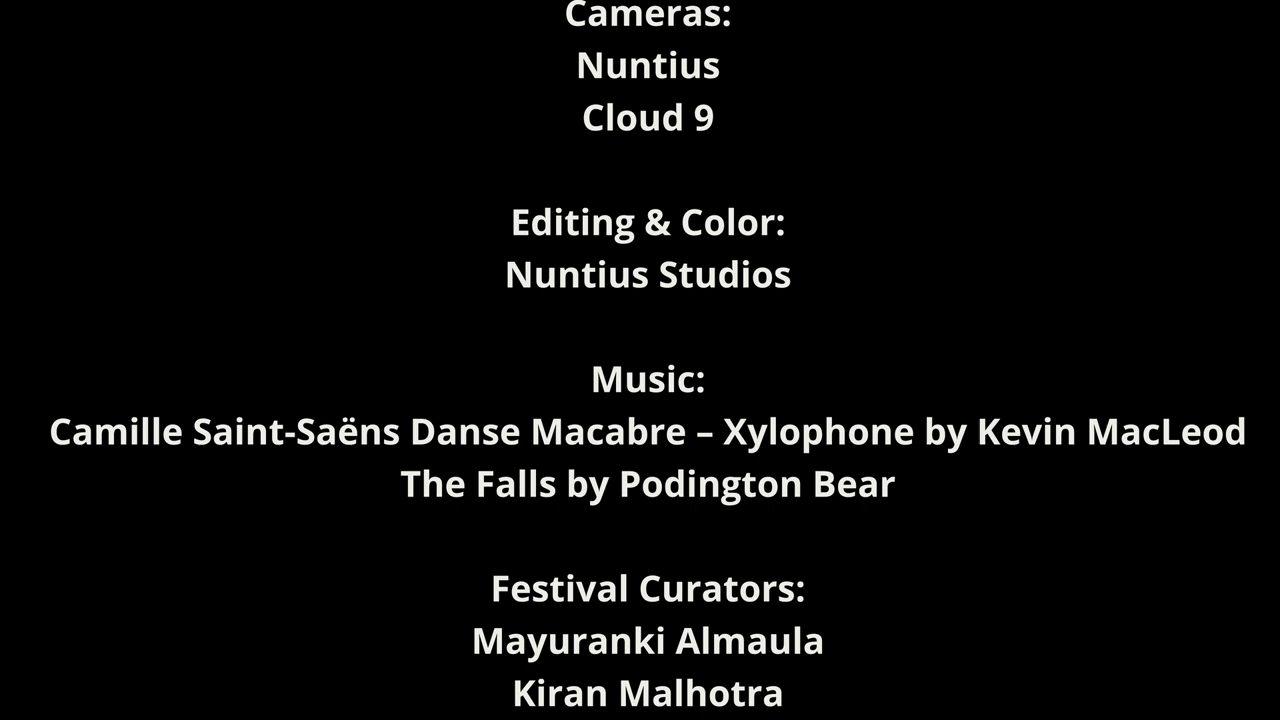 Cameras:
Nuntius
Cloud 9
Editing & Color:
Nuntius Studios
Music:
Camille Saint-Saëns Danse Macabre – Xylophone by Kevin MacLeod
The Falls by Podington Bear
Festival Curators:
Mayuranki Almaula
Kiran Malhotra